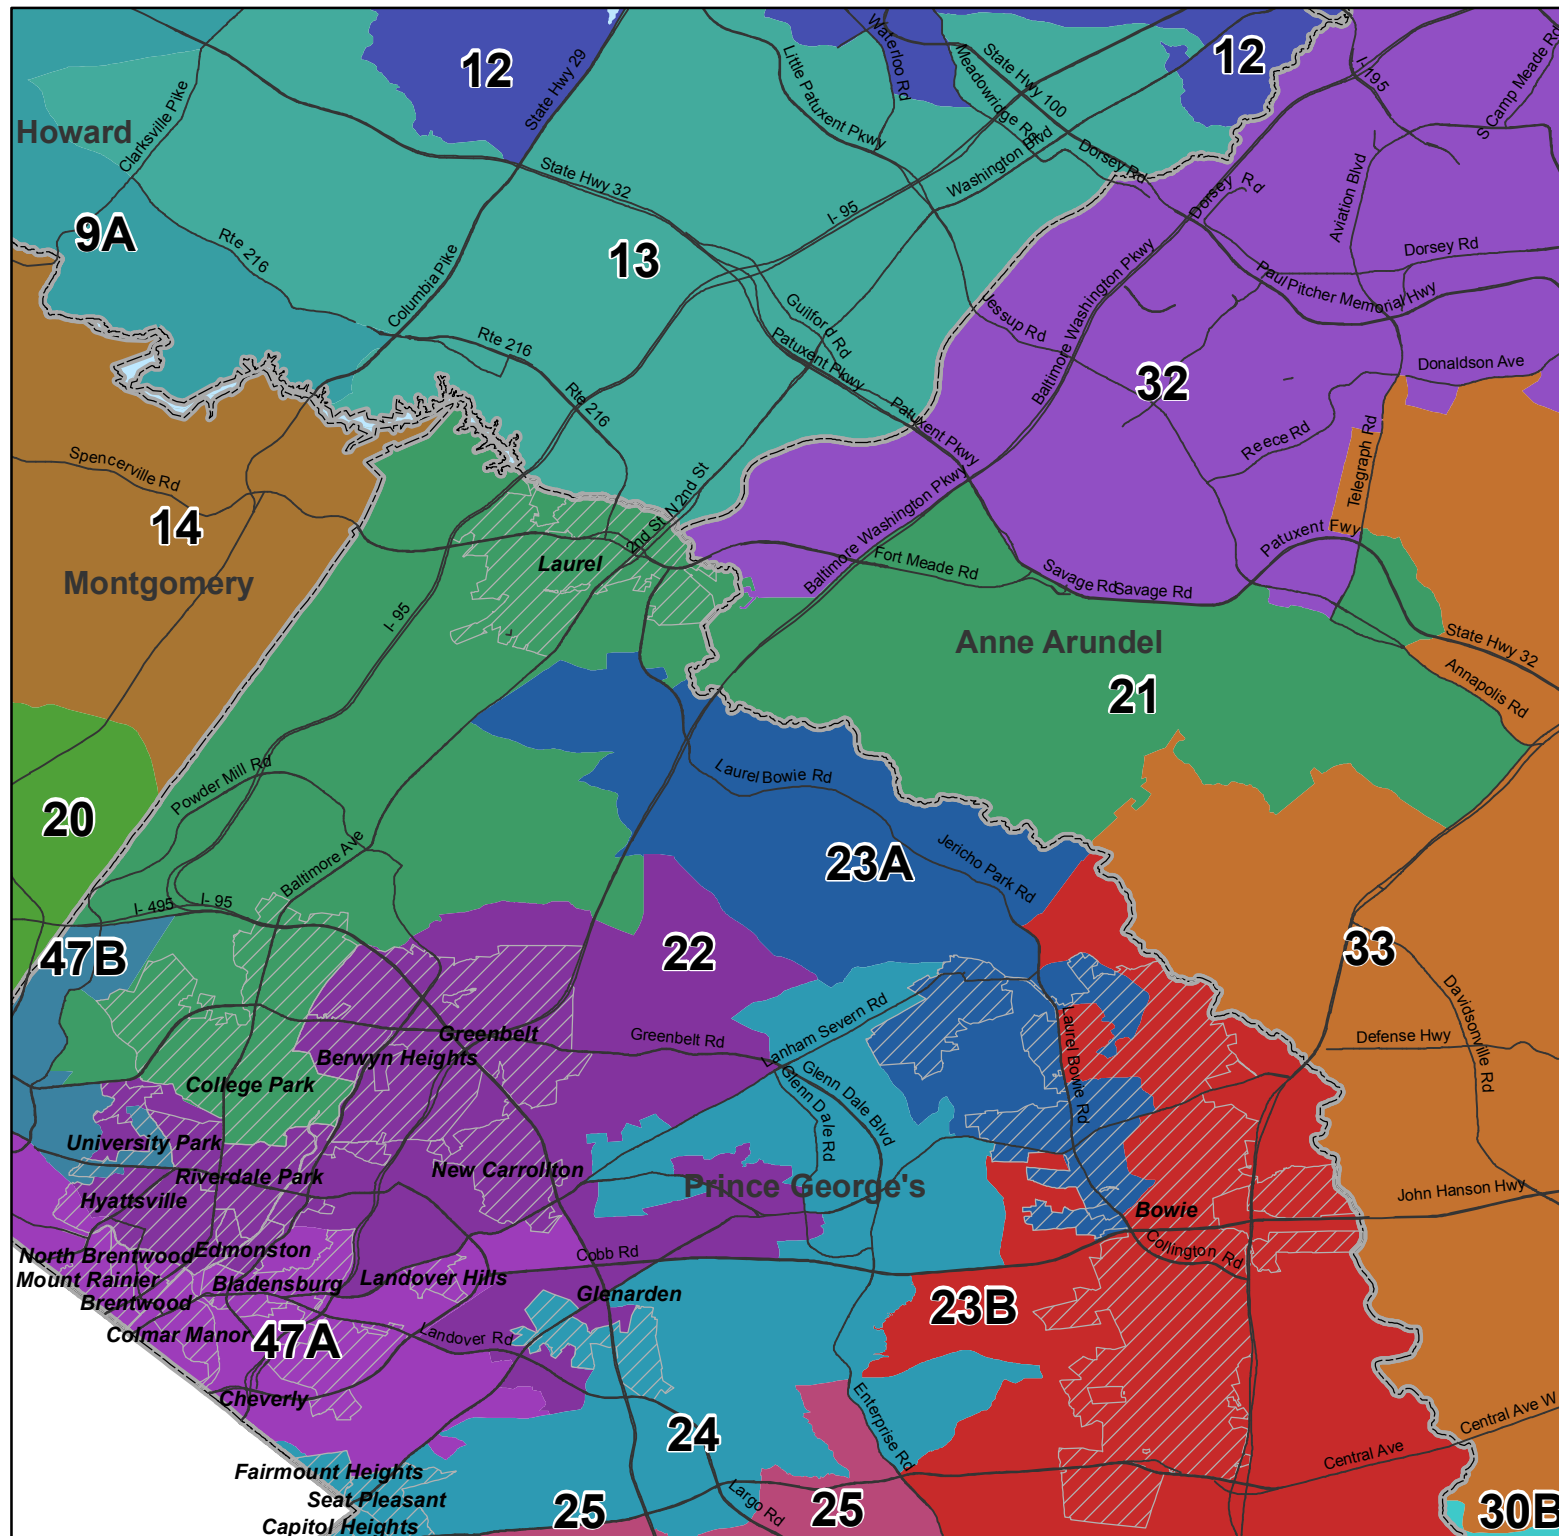 12
12
State Hwy 29
Little Patuxent Pkwy
Waterloo Rd
Meadowridge Rd
State Hwy 100
I-195
S Camp Meade Rd
Howard
Clarksville Pike
State Hwy 32
Washington Blvd
Dorsey Rd
Dorsey Rd
Aviation Blvd
9A
Rte 216
13
I- 95
Dorsey Rd
Columbia Pike
Baltimore Washington Pkwy
Paul Pitcher Memorial Hwy
Guilford Rd
Jessup Rd
Rte 216
Patuxent Pkwy
32
Donaldson Ave
Rte 216
Patuxent Pkwy
Reece Rd
Telegraph Rd
Spencerville Rd
14
2nd St
N 2nd St
Baltimore Washington Pkwy
Patuxent Fwy
Laurel
Fort Meade Rd
Savage Rd
Savage Rd
Montgomery
I- 95
Anne Arundel
State Hwy 32
21
Annapolis Rd
Powder Mill Rd
Laurel Bowie Rd
20
Baltimore Ave
23A
Jericho Park Rd
I- 495
I- 95
47B
22
33
Davidsonville Rd
Greenbelt
Greenbelt Rd
Lanham Severn Rd
Laurel Bowie Rd
Defense Hwy
Berwyn Heights
College Park
Glenn Dale Blvd
Glenn Dale Rd
University Park
Riverdale Park
New Carrollton
Prince George's
Hyattsville
Bowie
John Hanson Hwy
North Brentwood
Edmonston
Cobb Rd
Collington Rd
Mount Rainier
Bladensburg
Landover Hills
Glenarden
Brentwood
23B
Colmar Manor
47A
Landover Rd
Cheverly
Enterprise Rd
Central Ave W
24
Central Ave
Fairmount Heights
Seat Pleasant
Largo Rd
25
25
30B
Capitol Heights